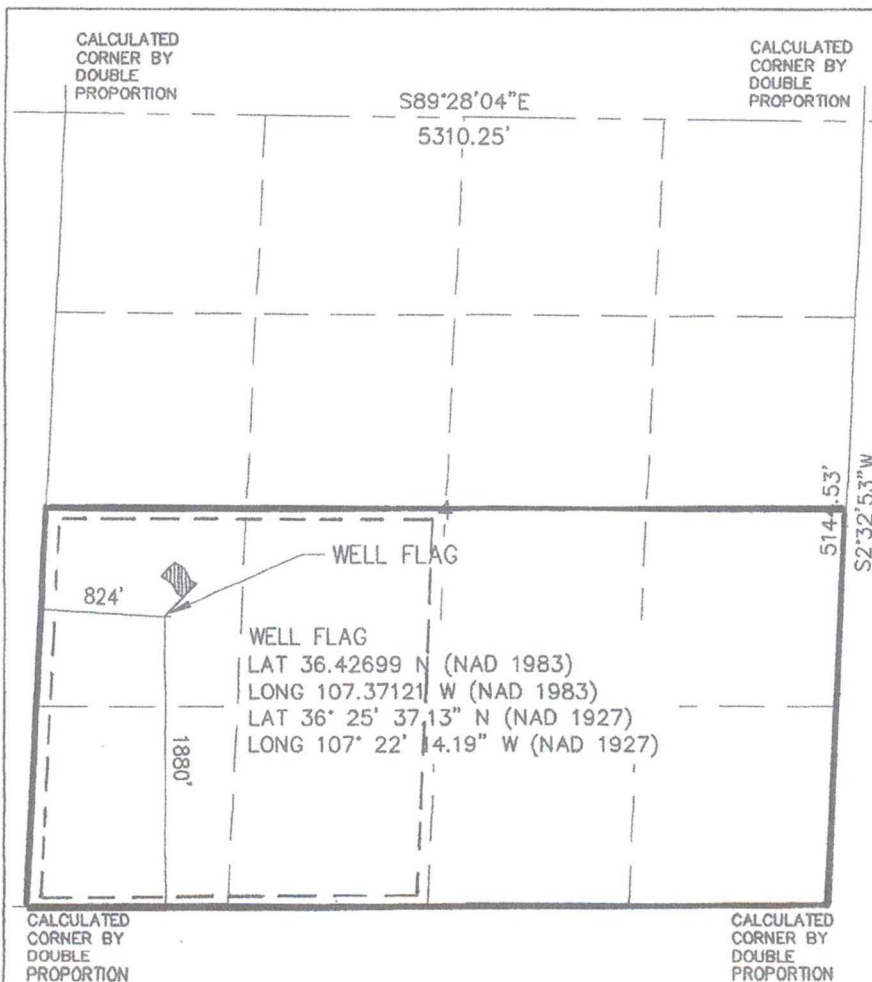 CALCULATED
CORNER BY
DOUBLE
PROPORTION
CALCULATED
CORNER BY
DOUBLE
PROPORTION
S89°28'04"E
5310.25'
S2°32'53"W
WELL FLAG
824'
WELL FLAG
LAT 36.42699 N (NAD 1983)
LONG 107.37121 W (NAD 1983)
LAT 36° 25' 37.13" N (NAD 1927)
LONG 107° 22' 14.19" W (NAD 1927)
1880'
CALCULATED
CORNER BY
DOUBLE
PROPORTION
CALCULATED
CORNER BY
DOUBLE
PROPORTION